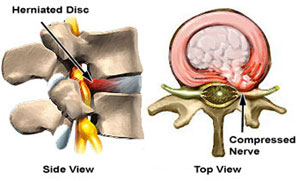 Herniated Disc
Compressed
Nerve
Side View
Top View